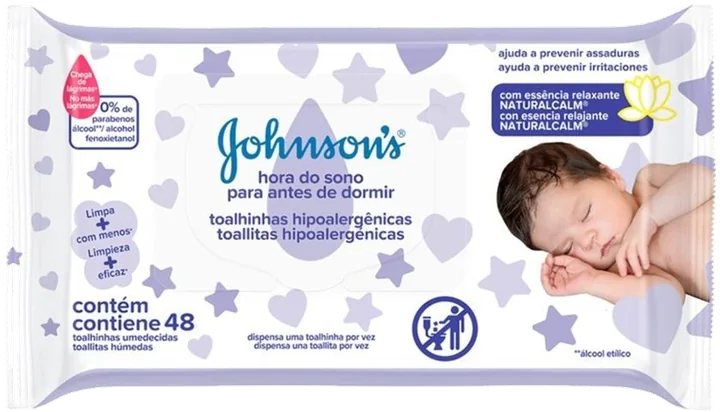 ajuda a prevenir assaduras
ayuda a prevenir irritaciones
Chega
de
lágrimas*
No más
lágrimas*
0% de
parabenos
álcool**/ alcohol
fenoxietanol
com essência relaxante
NATURALCALM®
con esencia relajante
NATURALCALM®
Johnson's®
hora do sono
para antes de dormir
toalhinhas hipoalergênicas
toallitas hipoalergénicas
Limpa
+
com menos*
Limpieza
+
eficaz*
contém
contiene 48
toalhinhas umedecidas
toallitas húmedas
dispensa uma toalhinha por vez
dispensa una toallita por vez
**álcool etílico